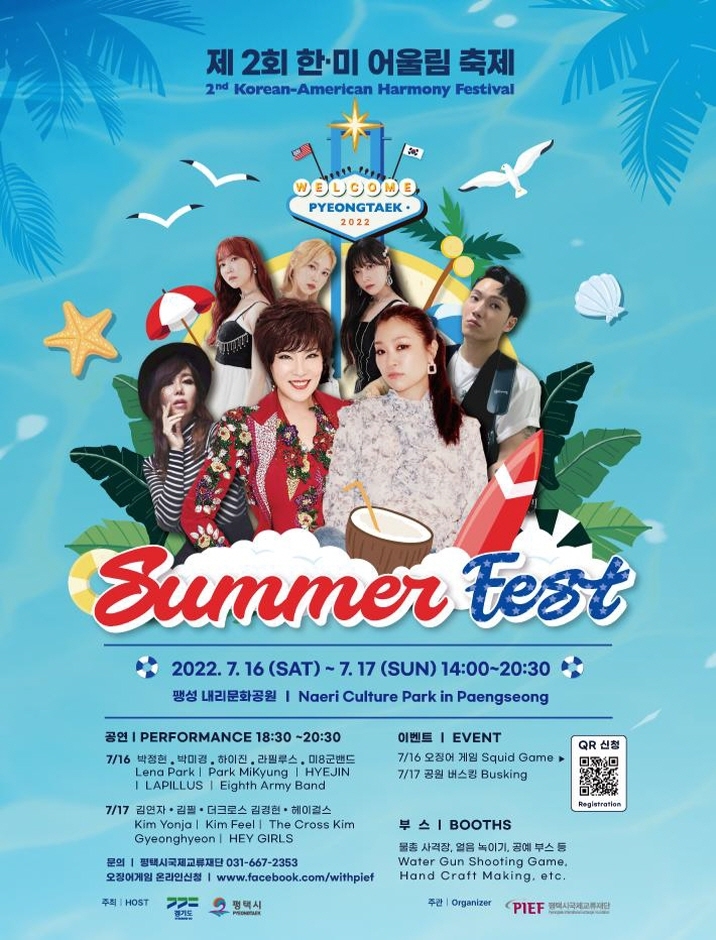 제 2회 한·미 어울림 축제
2nd Korean-American Harmony Festival
WELCOME
PYEONGTAEK
2022
Summer Fest
2022. 7. 16 (SAT) ~ 7. 17 (SUN) 14:00~20:30
팽성 내리문화공원 | Naeri Culture Park in Paengseong
공연 | PERFORMANCE 18:30 ~20:30
7/16 박정현 • 박미경 • 하이진 • 라필루스 • 미8군밴드
Lena Park | Park MiKyung | HYEJIN
| LAPILLUS | Eighth Army Band
7/17 김연자 • 김필 • 더크로스 김경현 • 헤이걸스
Kim Yonja | Kim Feel | The Cross Kim
Gyeonghyeon | HEY GIRLS
문의 | 평택시국제교류재단 031-667-2353
오징어게임 온라인신청 | www.facebook.com/withpief
이벤트 | EVENT
7/16 오징어 게임 Squid Game ▶
7/17 공원 버스킹 Busking
QR 신청
Registration
부 스 | BOOTHS
물총 사격장, 얼음 녹이기, 공예 부스 등
Water Gun Shooting Game,
Hand Craft Making, etc.
주최 | HOST
경기도
평택시
PYEONGTAEK
주관 | Organizer
PIEF 평택시국제교류재단